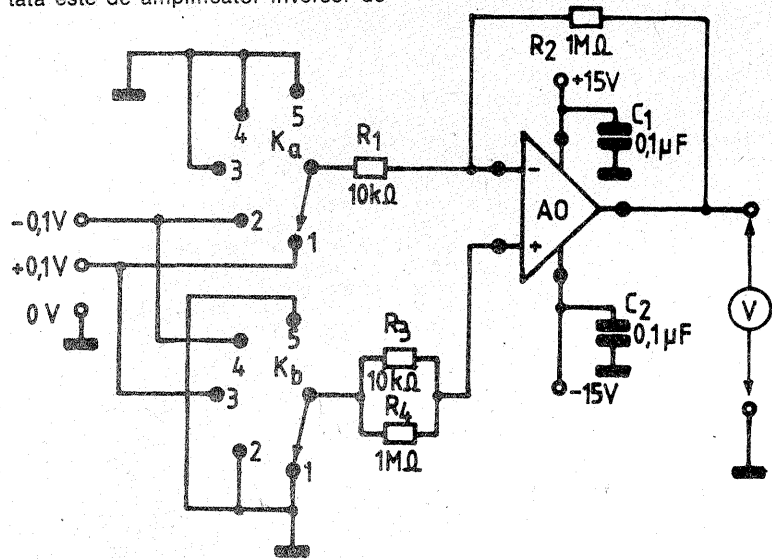 tată este de amplificator inversor de
R2 1MΩ
+15V
C1
0,1µF
5
4
Ka
3
R1
10kΩ
-
AO
+
-0,1V
2
+0,1V
1
0V
5
R3
10kΩ
C2
0,1µF
V
4
Kb
3
R4
1MΩ
-15V
2
1